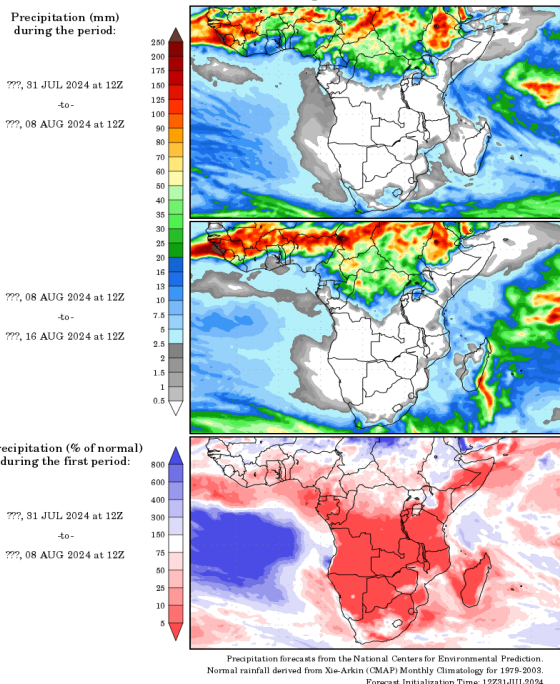 Precipitation (mm)
during the period:
250
200
175
150
125
100
90
80
70
60
50
40
35
30
25
20
16
13
10
7.5
5
2.5
2
1.5
1
0.5
???, 31 JUL 2024 at 12Z
-to-
???, 08 AUG 2024 at 12Z
???, 08 AUG 2024 at 12Z
-to-
???, 16 AUG 2024 at 12Z
recipitation (% of normal)
during the first period:
800
600
400
300
150
75
50
25
10
5
???, 31 JUL 2024 at 12Z
-to-
???, 08 AUG 2024 at 12Z
Precipitation forecasts from the National Centers for Environmental Prediction.
Normal rainfall derived from Xie-Arkin (CMAP) Monthly Climatology for 1979-2003.
Forecast Initialization Time: 12Z31JUL2024